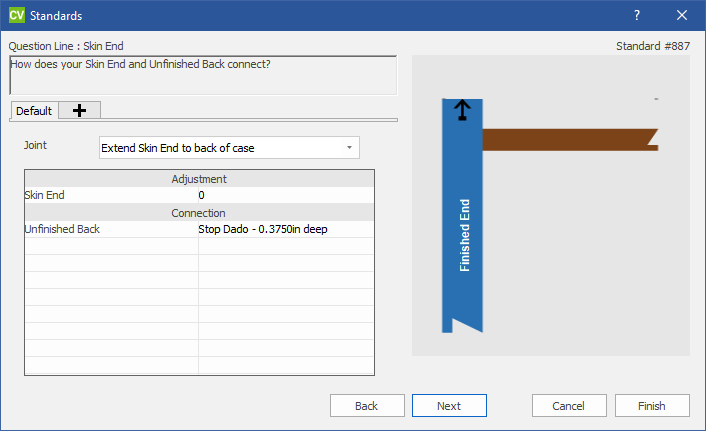 CV Standards ?
Question Line : Skin End Standard #887
How does your Skin End and Unfinished Back connect?
Default
Joint Extend Skin End to back of case
Adjustment
Skin End 0
Connection
Unfinished Back Stop Dado - 0.3750in deep
Finished End
Back Next Cancel Finish